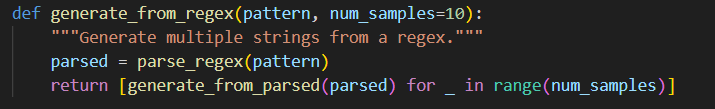 def generate_from_regex(pattern, num_samples=10):
    """Generate multiple strings from a regex."""
    parsed = parse_regex(pattern)
    return [generate_from_parsed(parsed) for _ in range(num_samples)]